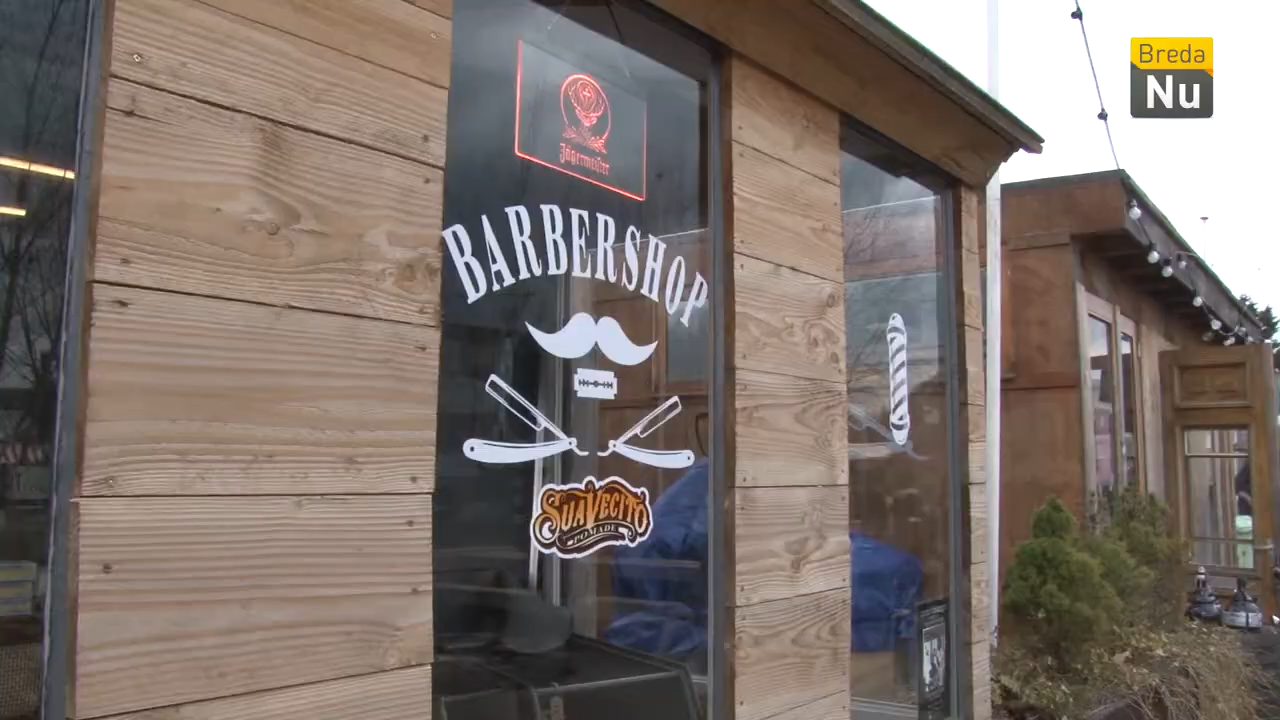 Breda
Nu
Jägermeister
BARBERSHOP
SUAVECITO
POMADE